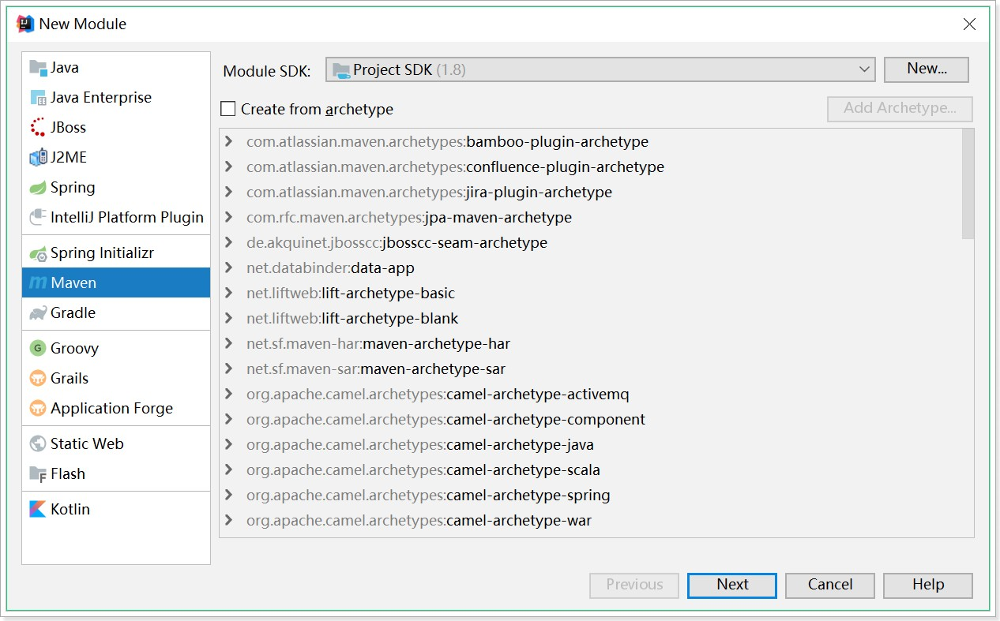 New Module
Java
Java Enterprise
JBoss
J2ME
Spring
IntelliJ Platform Plugin
Spring Initializr
Maven
Gradle
Groovy
Grails
Application Forge
Static Web
Flash
Kotlin
Module SDK: Project SDK (1.8) New...
Create from archetype Add Archetype...
com.atlassian.maven.archetypes:bamboo-plugin-archetype
com.atlassian.maven.archetypes:confluence-plugin-archetype
com.atlassian.maven.archetypes:jira-plugin-archetype
com.rfc.maven.archetypes:jpa-maven-archetype
de.akquinet.jbosscc:jbosscc-seam-archetype
net.databinder:data-app
net.liftweb:lift-archetype-basic
net.liftweb:lift-archetype-blank
net.sf.maven-har:maven-archetype-har
net.sf.maven-sar:maven-archetype-sar
org.apache.camel.archetypes:camel-archetype-activemq
org.apache.camel.archetypes:camel-archetype-component
org.apache.camel.archetypes:camel-archetype-java
org.apache.camel.archetypes:camel-archetype-scala
org.apache.camel.archetypes:camel-archetype-spring
org.apache.camel.archetypes:camel-archetype-war
Previous Next Cancel Help